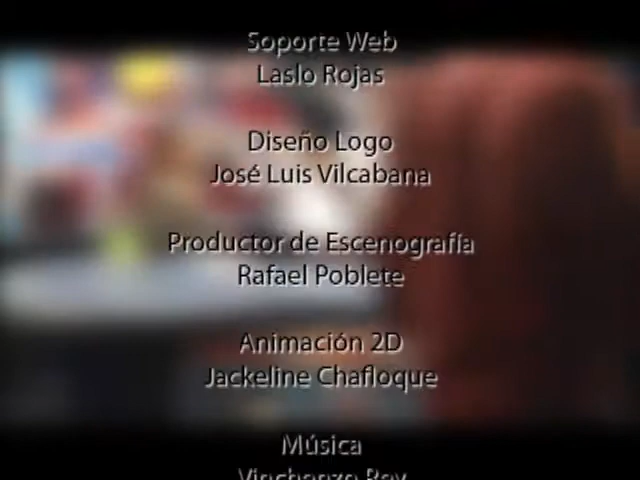 Soporte Web
Laslo Rojas
Diseño Logo
José Luis Vilcabana
Productor de Escenografía
Rafael Poblete
Animación 2D
Jackeline Chafloque
Música